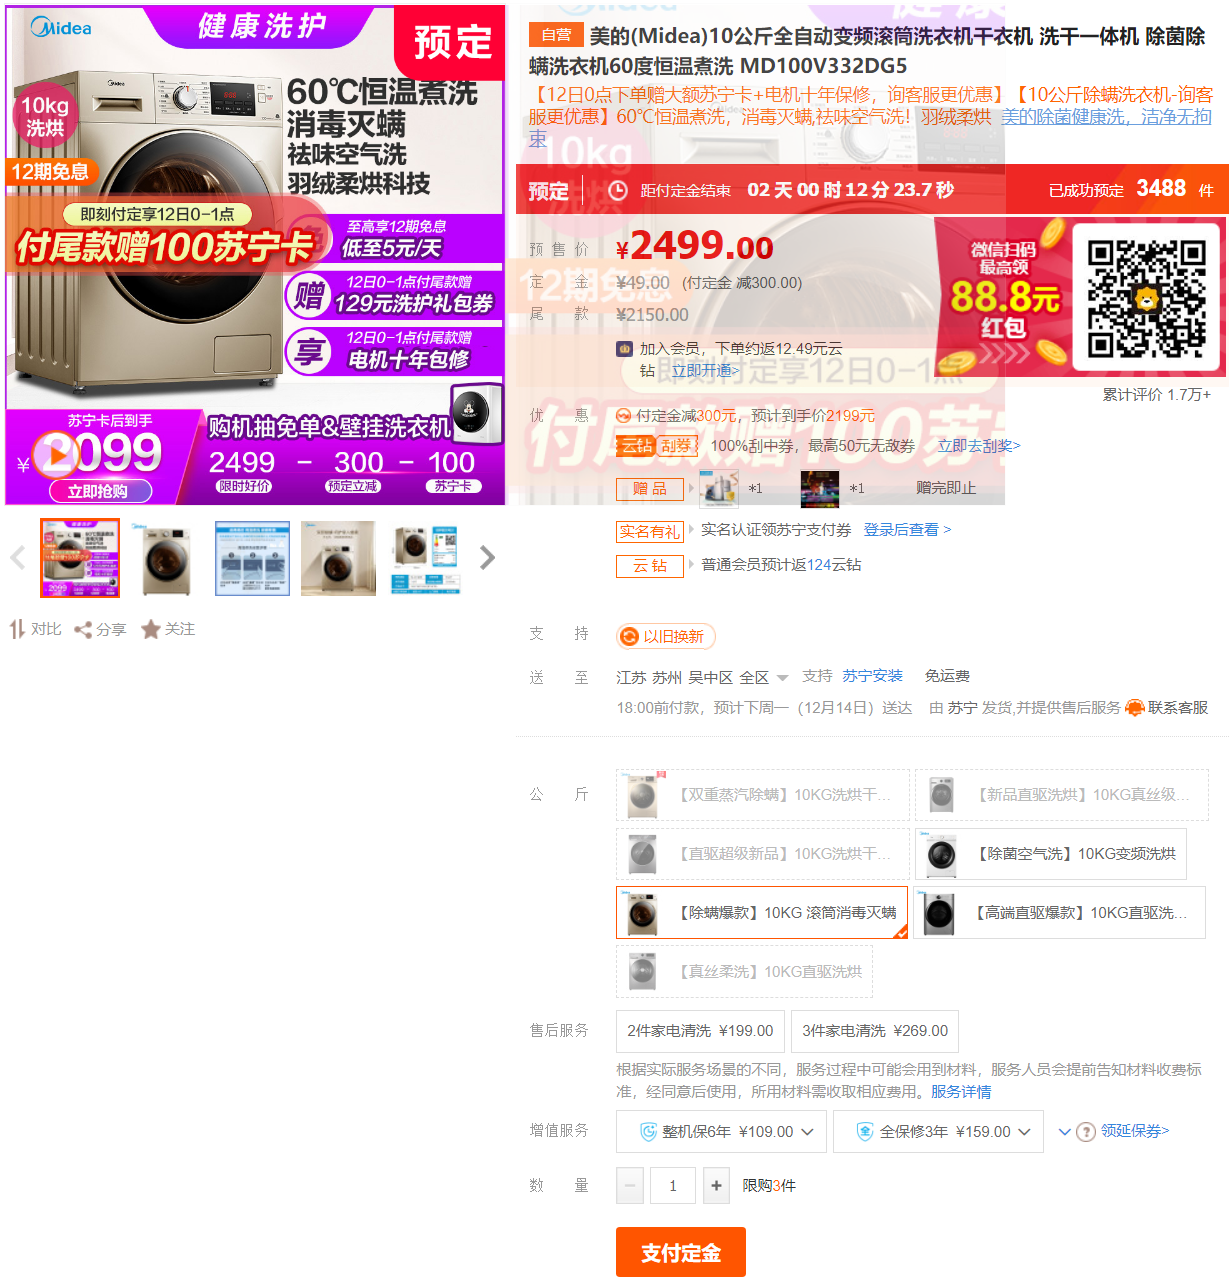 Midea
健康洗护
预定
60℃恒温煮洗
消毒灭螨
祛味空气洗
羽绒柔烘科技
10kg
洗烘
12期免息
即刻付定享12日0-1点
付尾款赠100苏宁卡
至高享12期免息
低至5元/天
赠
12日0-1点付尾款赠
129元洗护礼包券
享
12日0-1点付尾款赠
电机十年包修
苏宁卡后到手
¥2099
立即抢购
购机抽免单&壁挂洗衣机
2499 - 300 - 100
限时好价 预定立减 苏宁卡
对比 分享 关注
自营 美的(Midea)10公斤全自动变频滚筒洗衣机干衣机 洗干一体机 除菌除
螨洗衣机60度恒温煮洗 MD100V332DG5
【12日0点下单赠大额苏宁卡+电机十年保修，询客服更优惠】【10公斤除螨洗衣机-询客
服更优惠】60℃恒温煮洗，消毒灭螨,祛味空气洗！羽绒柔烘 美的除菌健康洗，洁净无拘
束
预定 距付定金结束 02 天 00 时 12 分 23.7 秒 已成功预定 3488 件
预售价 ¥2499.00
定金 ¥49.00 (付定金 减300.00)
尾款 ¥2150.00
微信扫码
最高领
88.8元
红包
加入会员，下单约返12.49元云
钻 立即开通>
累计评价 1.7万+
优惠 付定金减300元，预计到手价2199元
云钻 刮券 100%刮中券，最高50元无敌券 立即去刮奖>
赠品 *1 *1 赠完即止
实名有礼 实名认证领苏宁支付券 登录后查看 >
云钻 普通会员预计返124云钻
支持 以旧换新
送至 江苏 苏州 吴中区 全区 支持 苏宁安装 免运费
18:00前付款，预计下周一（12月14日）送达 由 苏宁 发货,并提供售后服务 联系客服
公斤 【双重蒸汽除螨】10KG洗烘干... 【新品直驱洗烘】10KG真丝级...
【直驱超级新品】10KG洗烘干... 【除菌空气洗】10KG变频洗烘
【除螨爆款】10KG 滚筒消毒灭螨 【高端直驱爆款】10KG直驱洗...
【真丝柔洗】10KG直驱洗烘
售后服务 2件家电清洗 ¥199.00 3件家电清洗 ¥269.00
根据实际服务场景的不同，服务过程中可能会用到材料，服务人员会提前告知材料收费标
准，经同意后使用，所用材料需收取相应费用。服务详情
增值服务 整机保6年 ¥109.00 全保修3年 ¥159.00 ? 领延保券>
数量 − 1 + 限购3件
支付定金